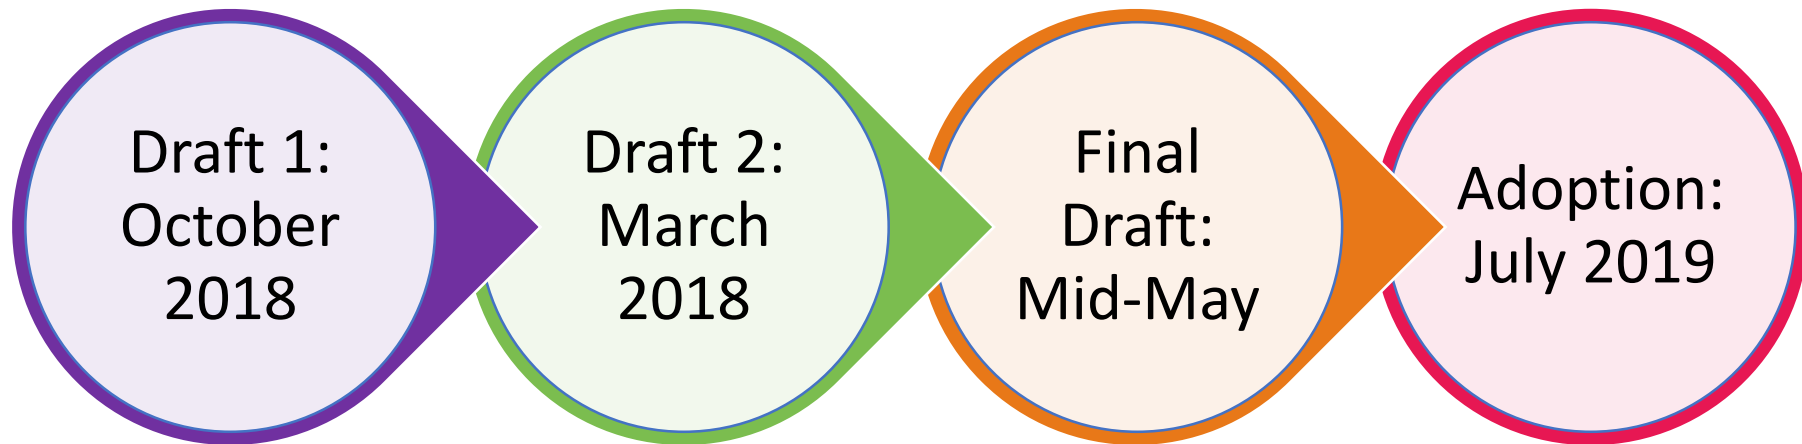 Draft 1:
October
2018
Draft 2:
March
2018
Final
Draft:
Mid-May
Adoption:
July 2019